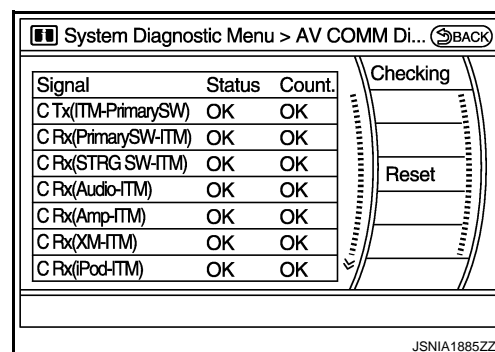 System Diagnostic Menu > AV COMM Di... BACK
Checking
Signal Status Count.
C Tx(ITM-PrimarySW) OK OK
C Rx(PrimarySW-ITM) OK OK
C Rx(STRG SW-ITM) OK OK
C Rx(Audio-ITM) OK OK
C Rx(Amp-ITM) OK OK
C Rx(XM-ITM) OK OK
C Rx(iPod-ITM) OK OK
Reset
JSNIA1885ZZ